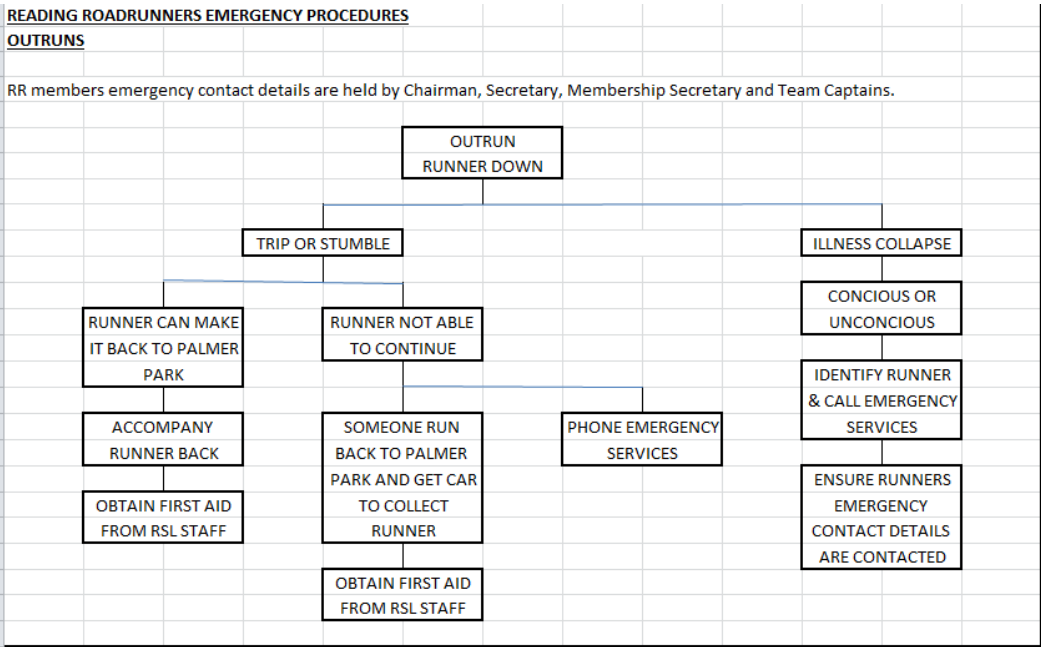 READING ROADRUNNERS EMERGENCY PROCEDURES
OUTRUNS
RR members emergency contact details are held by Chairman, Secretary, Membership Secretary and Team Captains.
OUTRUN
RUNNER DOWN
TRIP OR STUMBLE
RUNNER CAN MAKE
IT BACK TO PALMER
PARK
ACCOMPANY
RUNNER BACK
OBTAIN FIRST AID
FROM RSL STAFF
RUNNER NOT ABLE
TO CONTINUE
SOMEONE RUN
BACK TO PALMER
PARK AND GET CAR
TO COLLECT
RUNNER
OBTAIN FIRST AID
FROM RSL STAFF
PHONE EMERGENCY
SERVICES
ILLNESS COLLAPSE
CONCIOUS OR
UNCONCIOUS
IDENTIFY RUNNER
& CALL EMERGENCY
SERVICES
ENSURE RUNNERS
EMERGENCY
CONTACT DETAILS
ARE CONTACTED